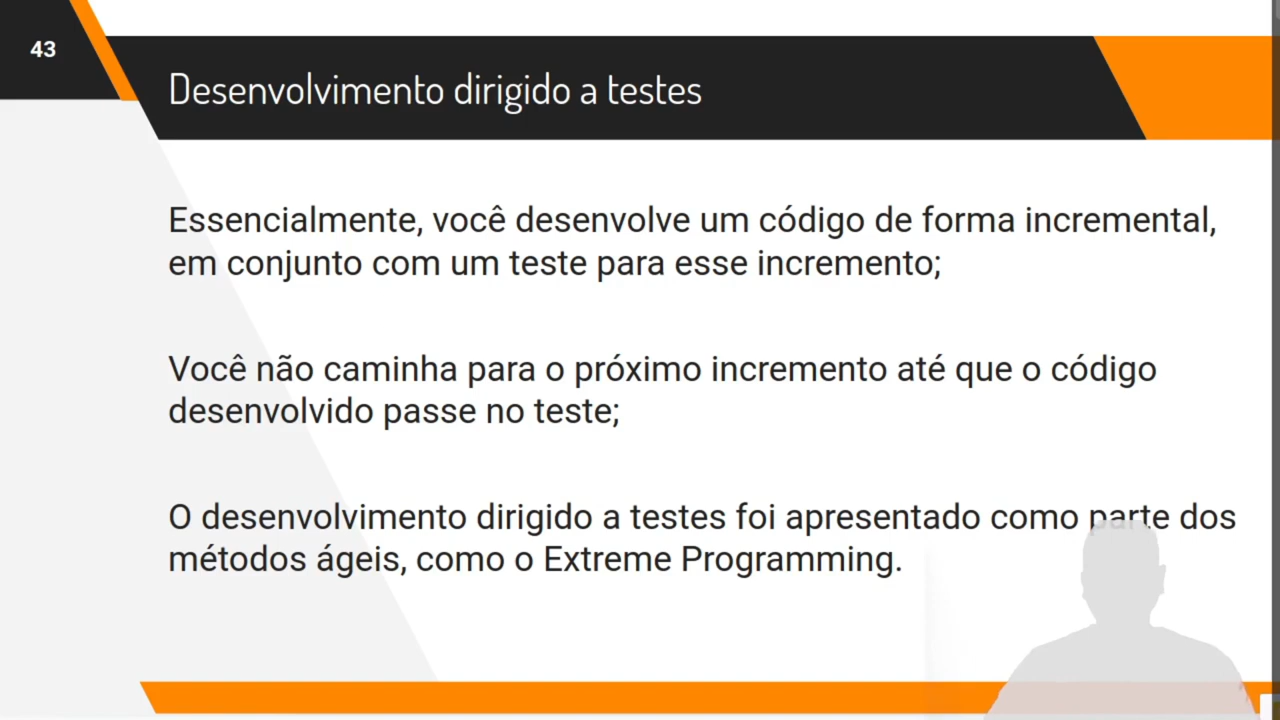 43
Desenvolvimento dirigido a testes
Essencialmente, você desenvolve um código de forma incremental,
em conjunto com um teste para esse incremento;
Você não caminha para o próximo incremento até que o código
desenvolvido passe no teste;
O desenvolvimento dirigido a testes foi apresentado como parte dos
métodos ágeis, como o Extreme Programming.